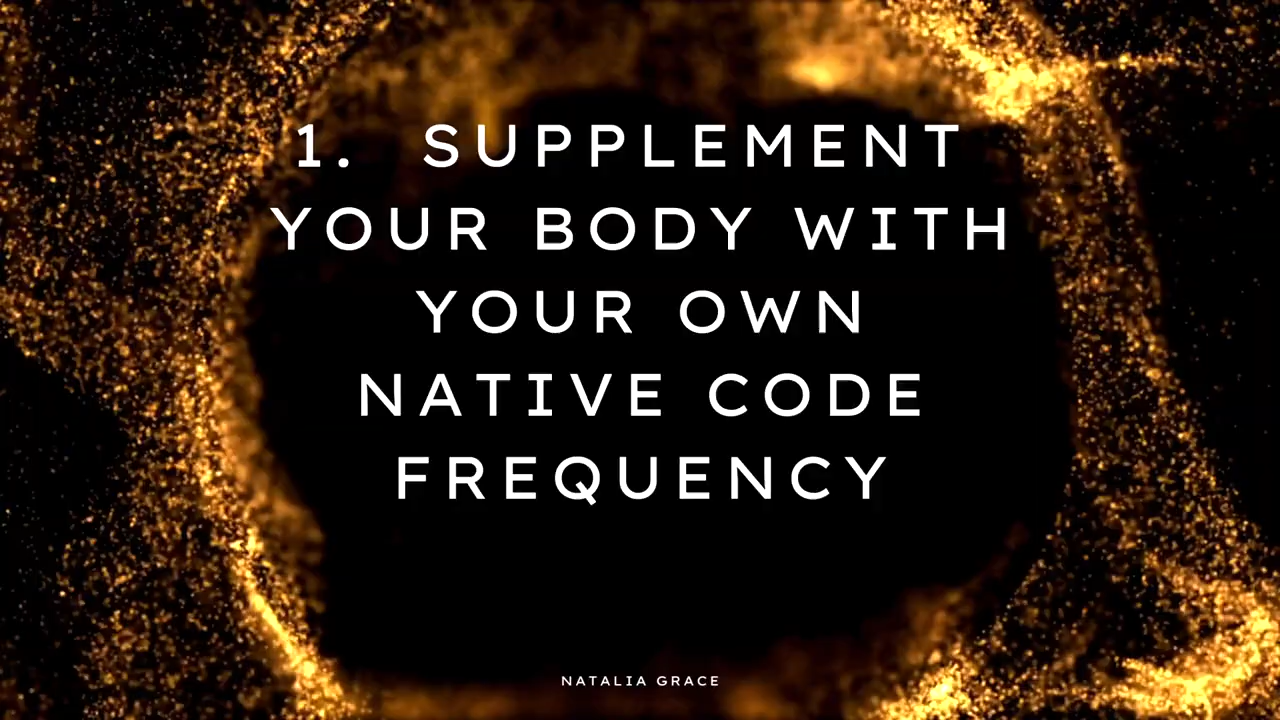 1. SUPPLEMENT
YOUR BODY WITH
YOUR OWN
NATIVE CODE
FREQUENCY
NATALIA GRACE